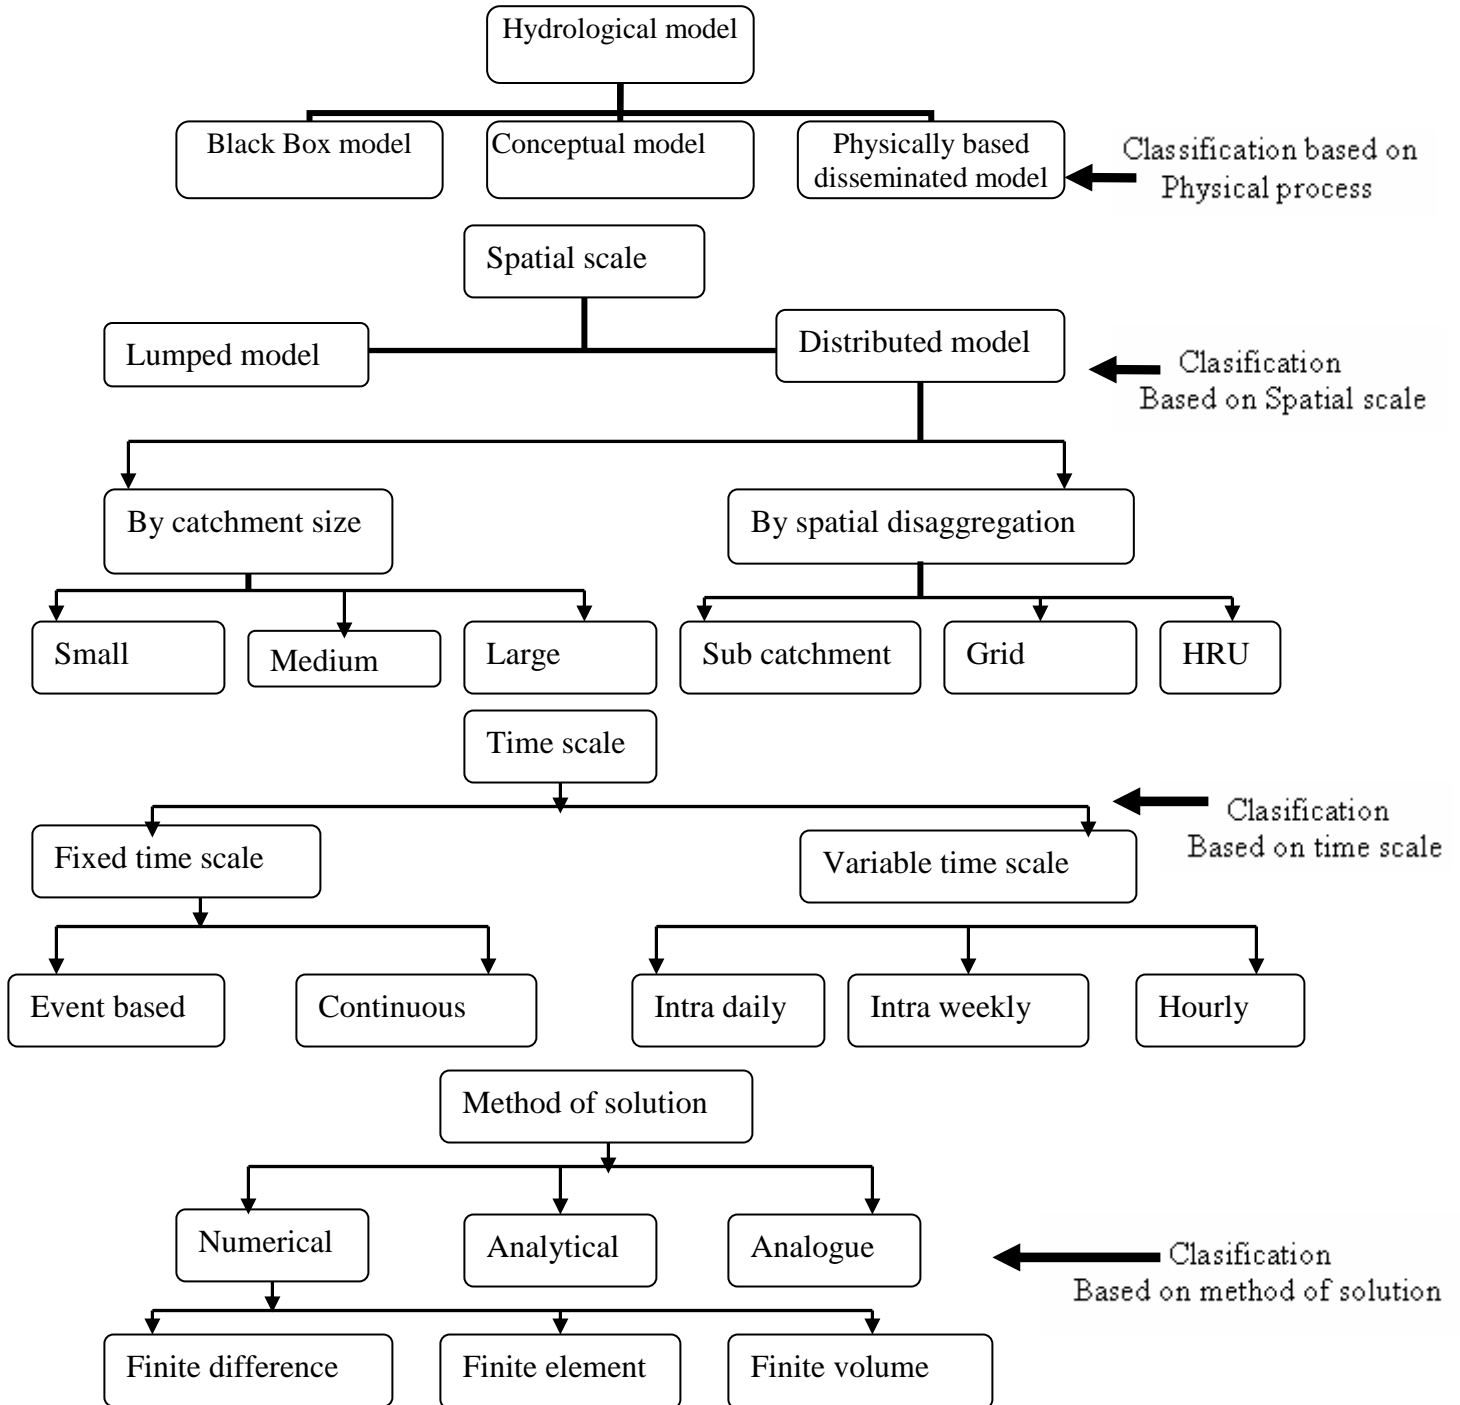 Hydrological model
Black Box model
Conceptual model
Physically based
disseminated model
Classification based on
Physical process
Spatial scale
Lumped model
Distributed model
Clasification
Based on Spatial scale
By catchment size
By spatial disaggregation
Small
Medium
Large
Sub catchment
Grid
HRU
Time scale
Clasification
Based on time scale
Fixed time scale
Variable time scale
Event based
Continuous
Intra daily
Intra weekly
Hourly
Method of solution
Numerical
Analytical
Analogue
Clasification
Based on method of solution
Finite difference
Finite element
Finite volume